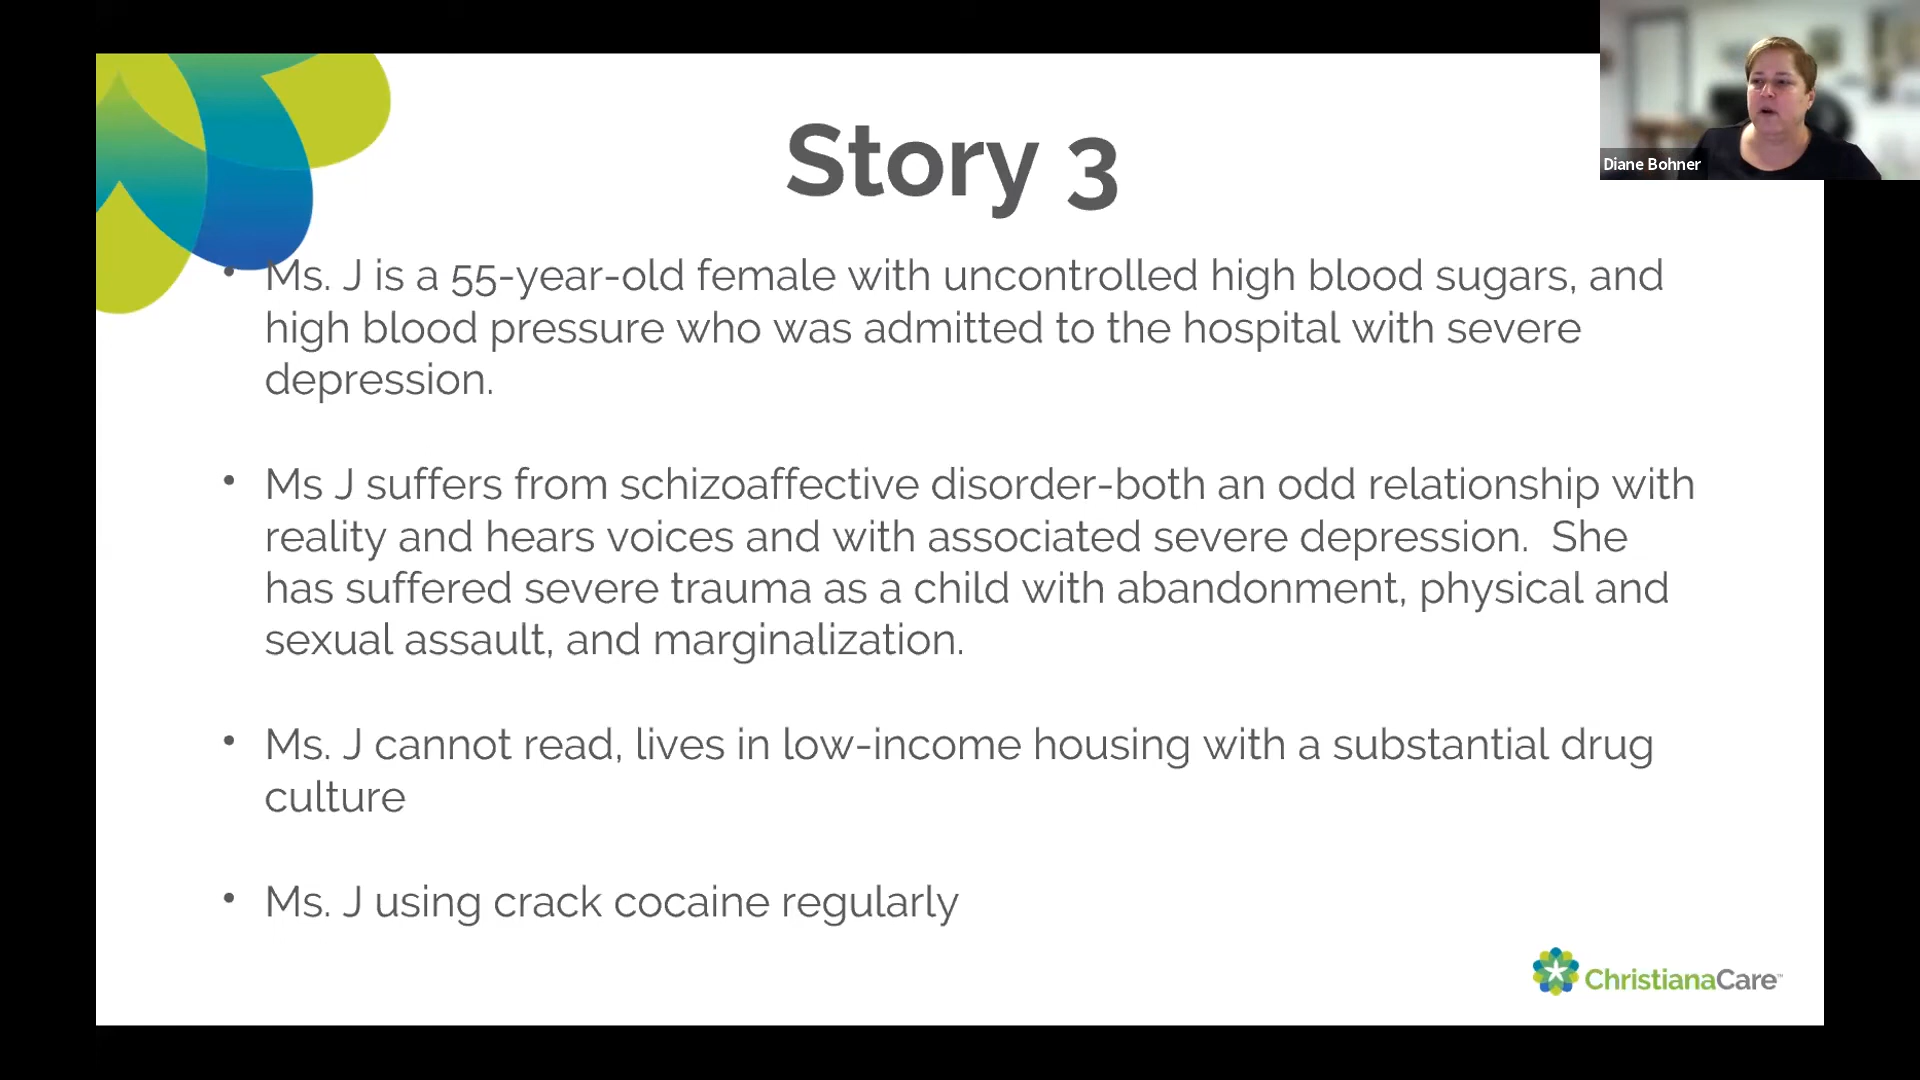 Story 3
Diane Bohner
• Ms. J is a 55-year-old female with uncontrolled high blood sugars, and
high blood pressure who was admitted to the hospital with severe
depression.
• Ms J suffers from schizoaffective disorder-both an odd relationship with
reality and hears voices and with associated severe depression.  She
has suffered severe trauma as a child with abandonment, physical and
sexual assault, and marginalization.
• Ms. J cannot read, lives in low-income housing with a substantial drug
culture
• Ms. J using crack cocaine regularly
ChristianaCare™